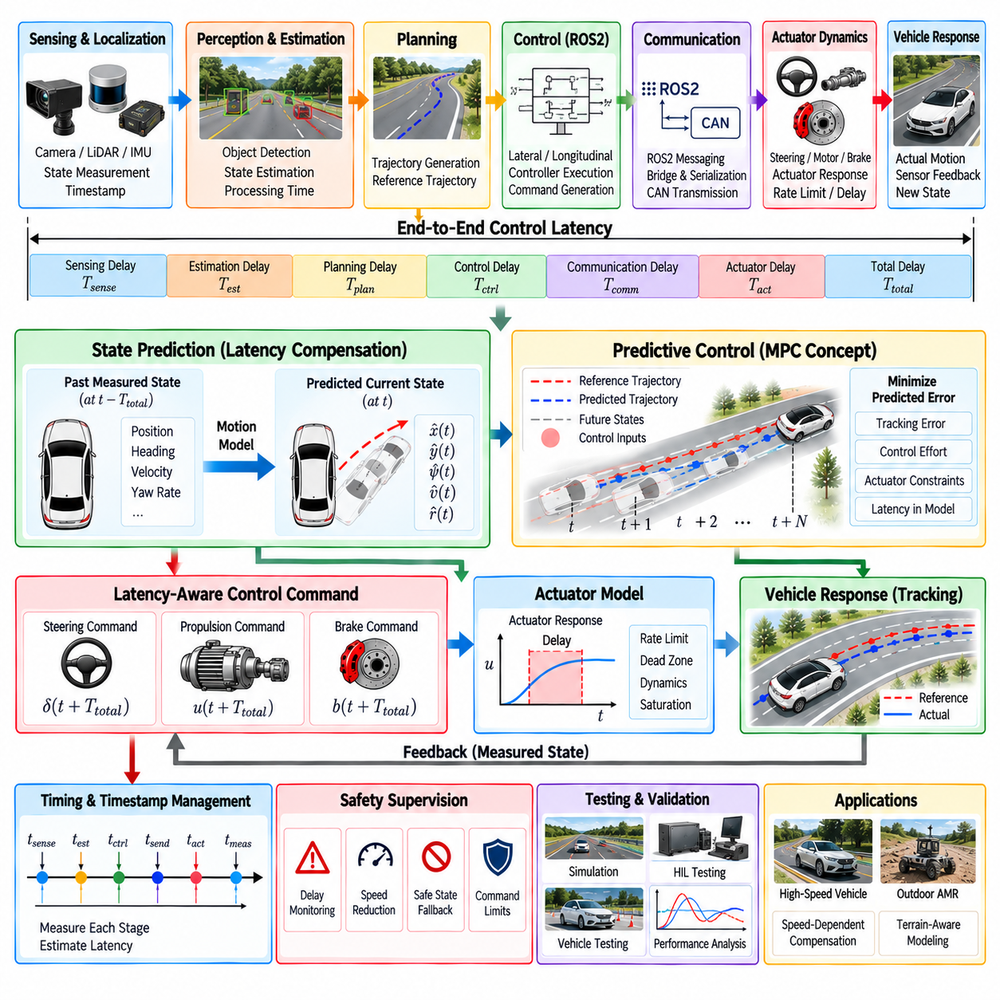 Sensing & Localization
Camera / LiDAR / IMU
State Measurement
Timestamp
Perception & Estimation
Object Detection
State Estimation
Processing Time
Planning
Trajectory Generation
Reference Trajectory
Control (ROS2)
Lateral / Longitudinal
Controller Execution
Command Generation
Communication
ROS2
CAN
ROS2 Messaging
Bridge & Serialization
CAN Transmission
Actuator Dynamics
Steering / Motor / Brake
Actuator Response
Rate Limit / Delay
Vehicle Response
Actual Motion
Sensor Feedback
New State
End-to-End Control Latency
Sensing Delay
T_sense
Estimation Delay
T_est
Planning Delay
T_plan
Control Delay
T_ctrl
Communication Delay
T_comm
Actuator Delay
T_act
Total Delay
T_total
State Prediction (Latency Compensation)
Past Measured State
(at t − T_total)
Position
Heading
Velocity
Yaw Rate
...
Motion
Model
Predicted Current State
(at t)
x̂(t)
ŷ(t)
ψ̂(t)
v̂(t)
r̂(t)
Predictive Control (MPC Concept)
Reference Trajectory
Predicted Trajectory
Future States
Control Inputs
t t + 1 t + 2 ... t + N
Minimize
Predicted Error
Tracking Error
Control Effort
Actuator Constraints
Latency in Model
Latency-Aware Control Command
Steering Command
δ(t + T_total)
Propulsion Command
u(t + T_total)
Brake Command
b(t + T_total)
Actuator Model
Actuator Response
Delay
u
t
Rate Limit
Dead Zone
Dynamics
Saturation
Vehicle Response (Tracking)
Reference
Actual
Feedback (Measured State)
Timing & Timestamp Management
t_sense t_est t_ctrl t_send t_act t_meas
Measure Each Stage
Estimate Latency
Safety Supervision
Delay
Monitoring
Speed
Reduction
Safe State
Fallback
Command
Limits
Testing & Validation
Simulation
HIL Testing
Vehicle Testing
Performance Analysis
Applications
High-Speed Vehicle
Outdoor AMR
Speed-Dependent
Compensation
Terrain-Aware
Modeling